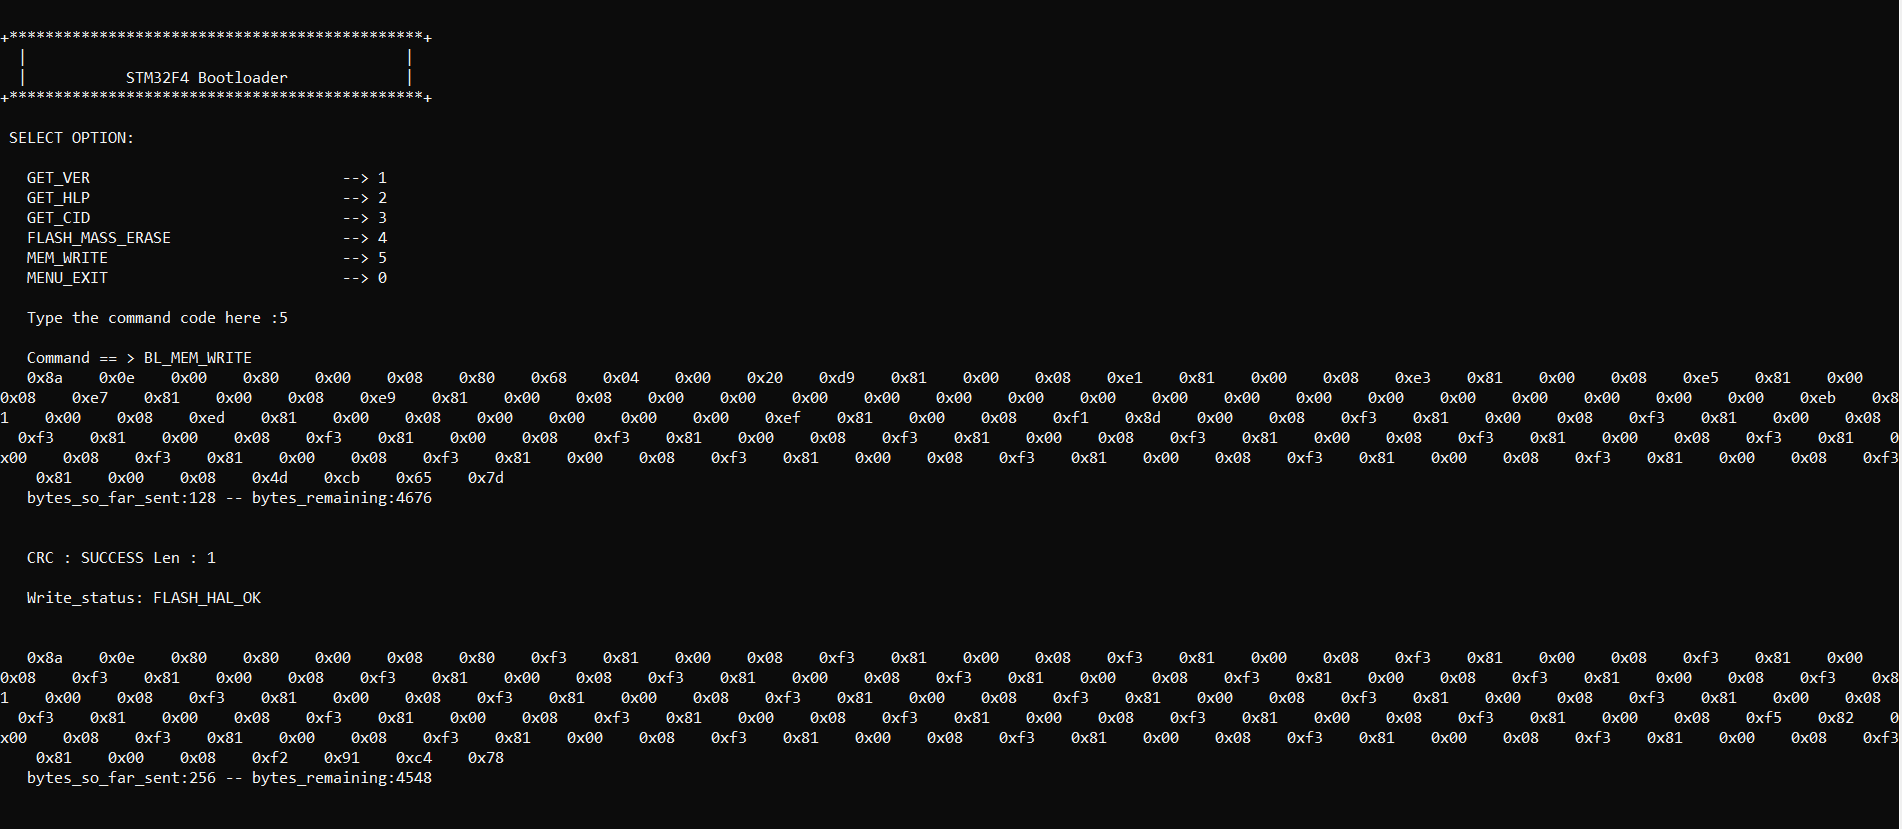 +**********************************************+
| |
| STM32F4 Bootloader |
+**********************************************+
SELECT OPTION:
GET_VER --> 1
GET_HLP --> 2
GET_CID --> 3
FLASH_MASS_ERASE --> 4
MEM_WRITE --> 5
MENU_EXIT --> 0
Type the command code here :5
Command == > BL_MEM_WRITE
0x8a 0x0e 0x00 0x80 0x00 0x08 0x80 0x68 0x04 0x00 0x20 0xd9 0x81 0x00 0x08 0xe1 0x81 0x00 0x08 0xe3 0x81 0x00 0x08 0xe5 0x81 0x00
0x08 0xe7 0x81 0x00 0x08 0xe9 0x81 0x00 0x08 0x00 0x00 0x00 0x00 0x00 0x00 0x00 0x00 0x00 0x00 0x00 0x00 0x00 0x00 0x00 0x00 0xeb 0x8
1 0x00 0x08 0xed 0x81 0x00 0x08 0x00 0x00 0x00 0x00 0xef 0x81 0x00 0x08 0xf1 0x8d 0x00 0x08 0xf3 0x81 0x00 0x08 0xf3 0x81 0x00 0x08
0xf3 0x81 0x00 0x08 0xf3 0x81 0x00 0x08 0xf3 0x81 0x00 0x08 0xf3 0x81 0x00 0x08 0xf3 0x81 0x00 0x08 0xf3 0x81 0x00 0x08 0xf3 0x81 0
x00 0x08 0xf3 0x81 0x00 0x08 0xf3 0x81 0x00 0x08 0xf3 0x81 0x00 0x08 0xf3 0x81 0x00 0x08 0xf3 0x81 0x00 0x08 0xf3 0x81 0x00 0x08 0xf3
0x81 0x00 0x08 0x4d 0xcb 0x65 0x7d
bytes_so_far_sent:128 -- bytes_remaining:4676
CRC : SUCCESS Len : 1
Write_status: FLASH_HAL_OK
0x8a 0x0e 0x80 0x80 0x00 0x08 0x80 0xf3 0x81 0x00 0x08 0xf3 0x81 0x00 0x08 0xf3 0x81 0x00 0x08 0xf3 0x81 0x00 0x08 0xf3 0x81 0x00
0x08 0xf3 0x81 0x00 0x08 0xf3 0x81 0x00 0x08 0xf3 0x81 0x00 0x08 0xf3 0x81 0x00 0x08 0xf3 0x81 0x00 0x08 0xf3 0x81 0x00 0x08 0xf3 0x8
1 0x00 0x08 0xf3 0x81 0x00 0x08 0xf3 0x81 0x00 0x08 0xf3 0x81 0x00 0x08 0xf3 0x81 0x00 0x08 0xf3 0x81 0x00 0x08 0xf3 0x81 0x00 0x08
0xf3 0x81 0x00 0x08 0xf3 0x81 0x00 0x08 0xf3 0x81 0x00 0x08 0xf3 0x81 0x00 0x08 0xf3 0x81 0x00 0x08 0xf3 0x81 0x00 0x08 0xf5 0x82 0
x00 0x08 0xf3 0x81 0x00 0x08 0xf3 0x81 0x00 0x08 0xf3 0x81 0x00 0x08 0xf3 0x81 0x00 0x08 0xf3 0x81 0x00 0x08 0xf3 0x81 0x00 0x08 0xf3
0x81 0x00 0x08 0xf2 0x91 0xc4 0x78
bytes_so_far_sent:256 -- bytes_remaining:4548